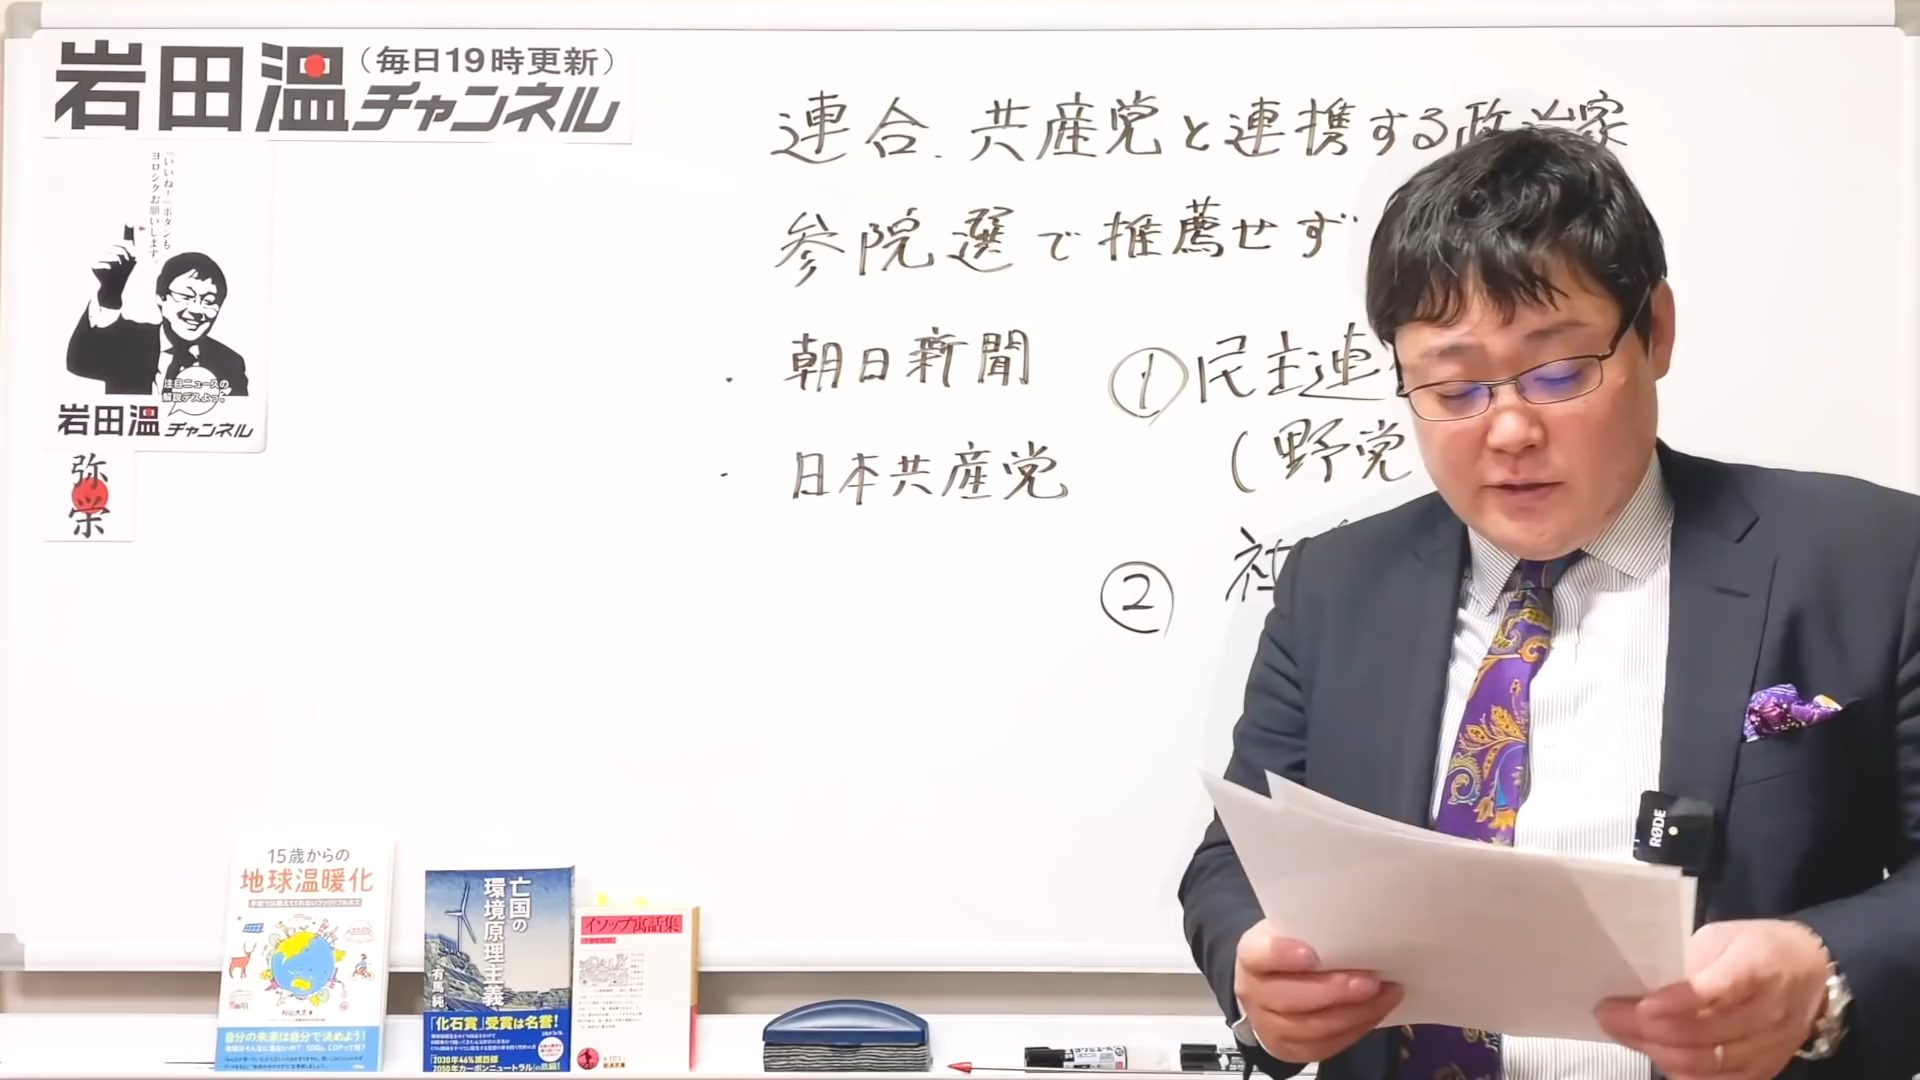 岩田温チャンネル
(毎日19時更新)
「いいね!」ボタンも
ヨロシクお願いします。
注目ニュースの
解説デスよっ。
岩田温チャンネル
弥栄
連合、共産党と連携する政治家
参院選で推薦せず
・朝日新聞
・日本共産党
①民主連
(野党
②社
15歳からの
地球温暖化
杉山大志
自分の未来は自分で決めよう!
亡国の
環境原理主義
有馬純
「化石賞」受賞は名誉!
「2030年46%減目標
2050年カーボンニュートラル」の欺瞞!
イソップ寓話集
RØDE